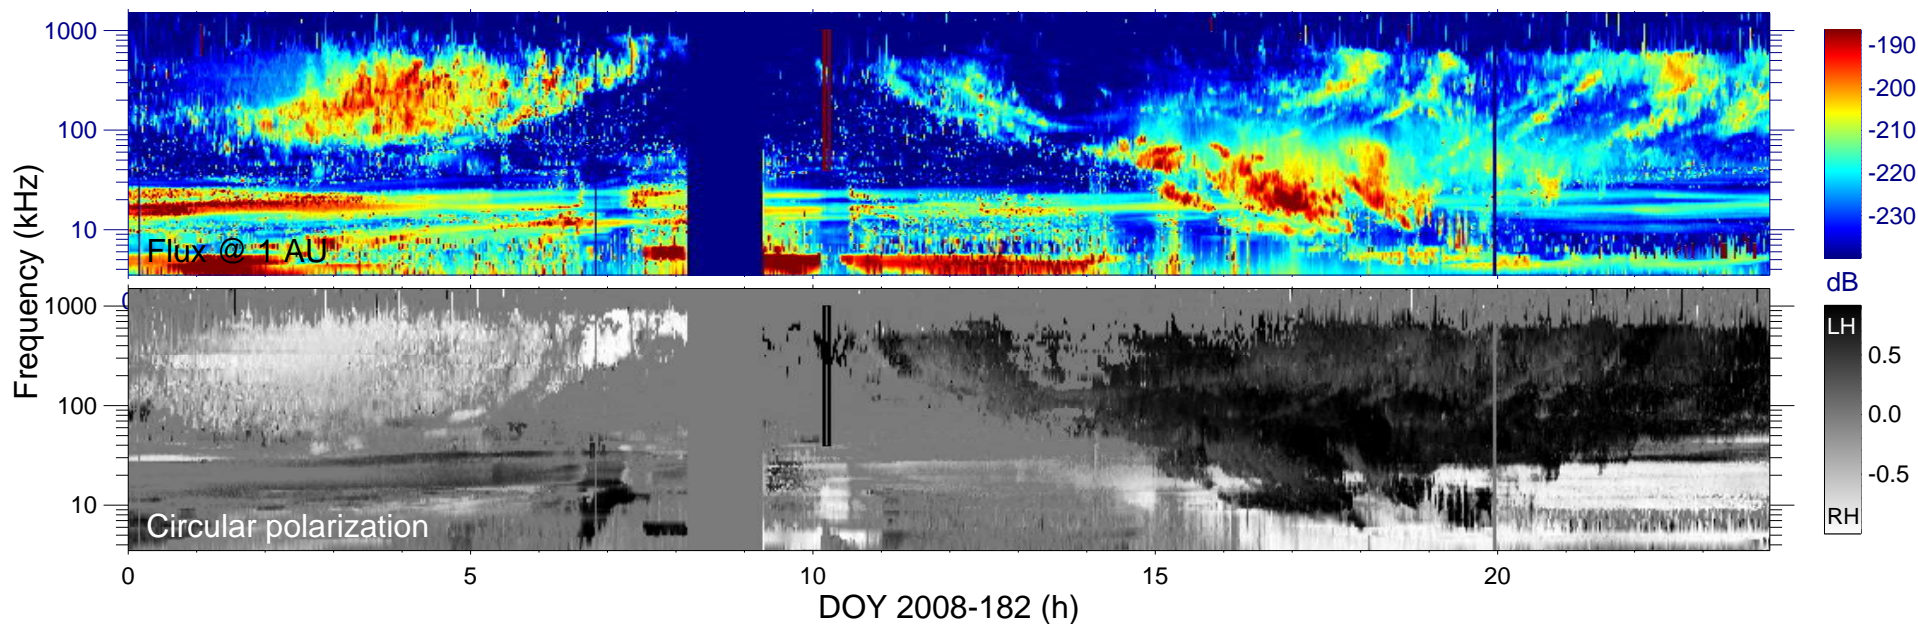 1000
100
10
Frequency (kHz)
Flux @ 1 AU
-190
-200
-210
-220
-230
dB
0
1000
100
10
Circular polarization
LH
0.5
0.0
-0.5
RH
0 5 10 15 20
DOY 2008-182 (h)